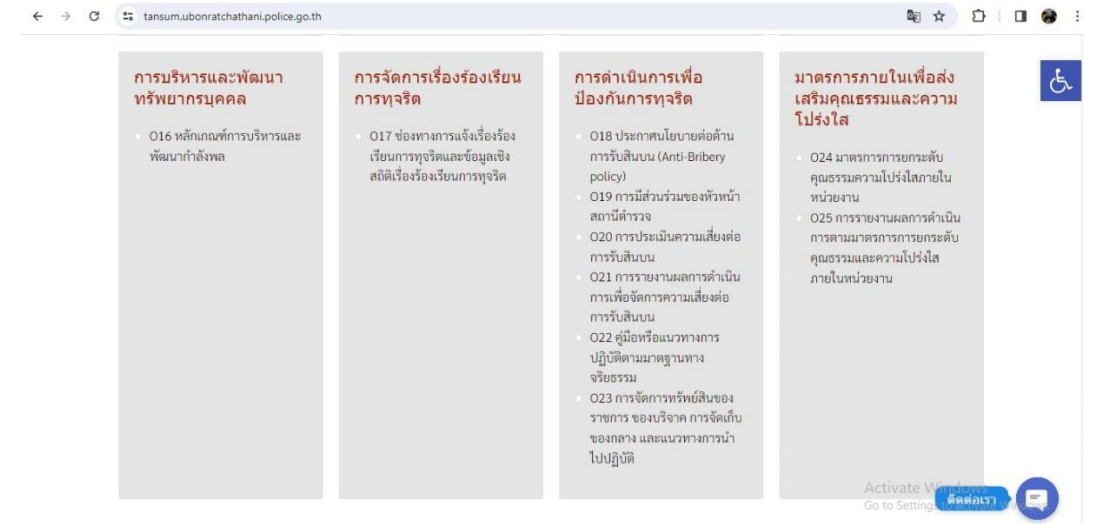 tansum.ubonratchathani.police.go.th
การบริหารและพัฒนา
ทรัพยากรบุคคล
O16 หลักเกณฑ์การบริหารและ
พัฒนากำลังพล
การจัดการเรื่องร้องเรียน
การทุจริต
O17 ช่องทางการแจ้งเรื่องร้อง
เรียนการทุจริตและข้อมูลเชิง
สถิติเรื่องร้องเรียนการทุจริต
การดำเนินการเพื่อ
ป้องกันการทุจริต
O18 ประกาศนโยบายต่อต้าน
การรับสินบน (Anti-Bribery
policy)
O19 การมีส่วนร่วมของหัวหน้า
สถานีตำรวจ
O20 การประเมินความเสี่ยงต่อ
การรับสินบน
O21 การรายงานผลการดำเนิน
การเพื่อจัดการความเสี่ยงต่อ
การรับสินบน
O22 คู่มือหรือแนวทางการ
ปฏิบัติตามมาตรฐานทาง
จริยธรรม
O23 การจัดการทรัพย์สินของ
ราชการ ของบริจาค การจัดเก็บ
ของกลาง และแนวทางการนำ
ไปปฏิบัติ
มาตรการภายในเพื่อส่ง
เสริมคุณธรรมและความ
โปร่งใส
O24 มาตรการการยกระดับ
คุณธรรมความโปร่งใสภายใน
หน่วยงาน
O25 การรายงานผลการดำเนิน
การตามมาตรการการยกระดับ
คุณธรรมและความโปร่งใส
ภายในหน่วยงาน
Activate Windows
Go to Settings
ติดต่อเรา